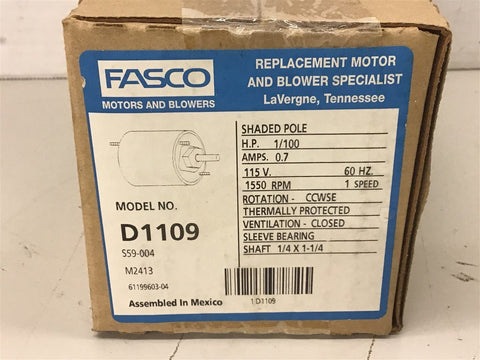 FASCO
MOTORS AND BLOWERS
REPLACEMENT MOTOR
AND BLOWER SPECIALIST
LaVergne, Tennessee
MODEL NO.
D1109
S59-004
M2413
61199603-04
Assembled In Mexico
SHADED POLE
H.P. 1/100
AMPS. 0.7
115 V. 60 HZ.
1550 RPM 1 SPEED
ROTATION - CCWSE
THERMALLY PROTECTED
VENTILATION - CLOSED
SLEEVE BEARING
SHAFT 1/4 X 1-1/4
1D1109